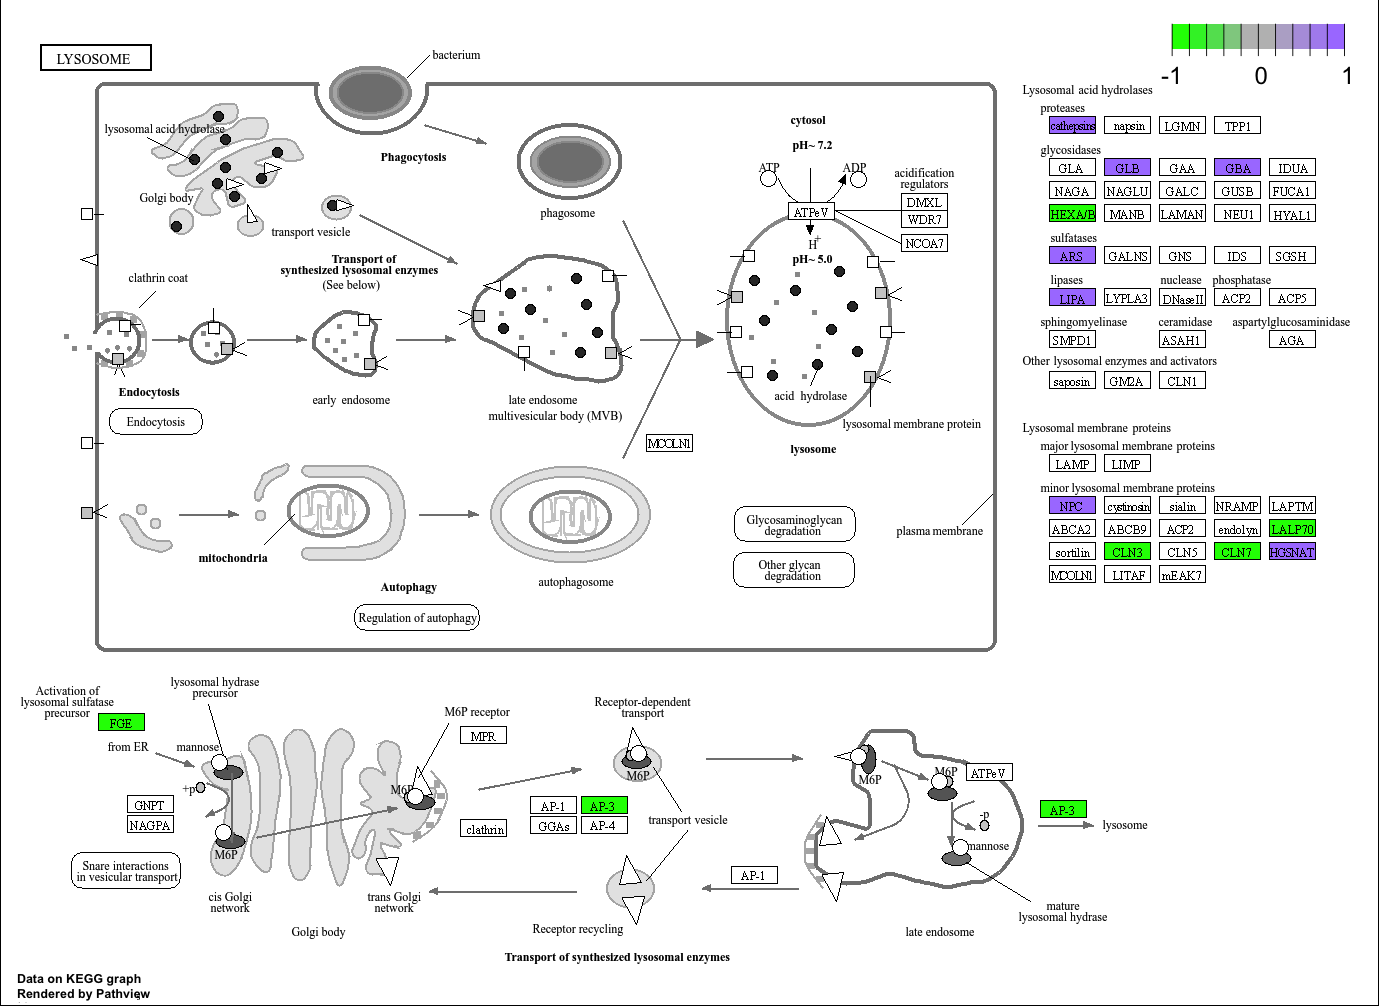 LYSOSOME
bacterium
-1
0
1
lysosomal acid hydrolase
Phagocytosis
Golgi body
phagosome
transport vesicle
Transport of
synthesized lysosomal enzymes
(See below)
clathrin coat
cytosol
pH~ 7.2
ATP
ADP
acidification
regulators
ATPeV
DMXL
WDR7
NCOA7
H+
pH~ 5.0
Endocytosis
Endocytosis
early endosome
late endosome
multivesicular body (MVB)
acid hydrolase
lysosomal membrane protein
lysosome
MCOLN1
mitochondria
Autophagy
Regulation of autophagy
autophagosome
Glycosaminoglycan
degradation
Other glycan
degradation
plasma membrane
Lysosomal acid hydrolases
proteases
cathepsins napsin LGMN TPP1
glycosidases
GLA GLB GAA GBA IDUA
NAGA NAGLU GALC GUSB FUCA1
HEXA/B MANB LAMAN NEU1 HYAL1
sulfatases
ARS GALNS GNS IDS SGSH
lipases nuclease phosphatase
LIPA LYPLA3 DNaseII ACP2 ACP5
sphingomyelinase ceramidase aspartylglucosaminidase
SMPD1 ASAH1 AGA
Other lysosomal enzymes and activators
saposin GM2A CLN1
Lysosomal membrane proteins
major lysosomal membrane proteins
LAMP LIMP
minor lysosomal membrane proteins
NPC cystinosin sialin NRAMP LAPTM
ABCA2 ABCB9 ACP2 endolyn LALP70
sortilin CLN3 CLN5 CLN7 HGSNAT
MCOLN1 LITAF mEAK7
Activation of
lysosomal sulfatase
precursor
FGE
lysosomal hydrase
precursor
from ER
mannose
M6P receptor
MPR
Receptor-dependent
transport
M6P
M6P
M6P
ATPeV
+p
GNPT
NAGPA
M6P
M6P
clathrin
AP-1 AP-3
GGAs AP-4
transport vesicle
-p
mannose
AP-3
lysosome
Snare interactions
in vesicular transport
cis Golgi
network
trans Golgi
network
Golgi body
AP-1
Receptor recycling
late endosome
mature
lysosomal hydrase
Transport of synthesized lysosomal enzymes
Data on KEGG graph
Rendered by Pathview